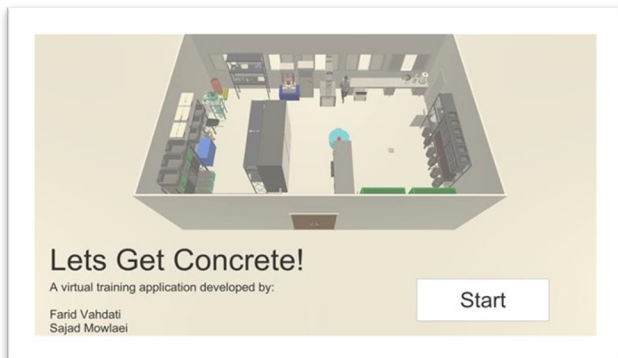 Lets Get Concrete!
A virtual training application developed by:
Farid Vahdati
Sajad Mowlaei
Start